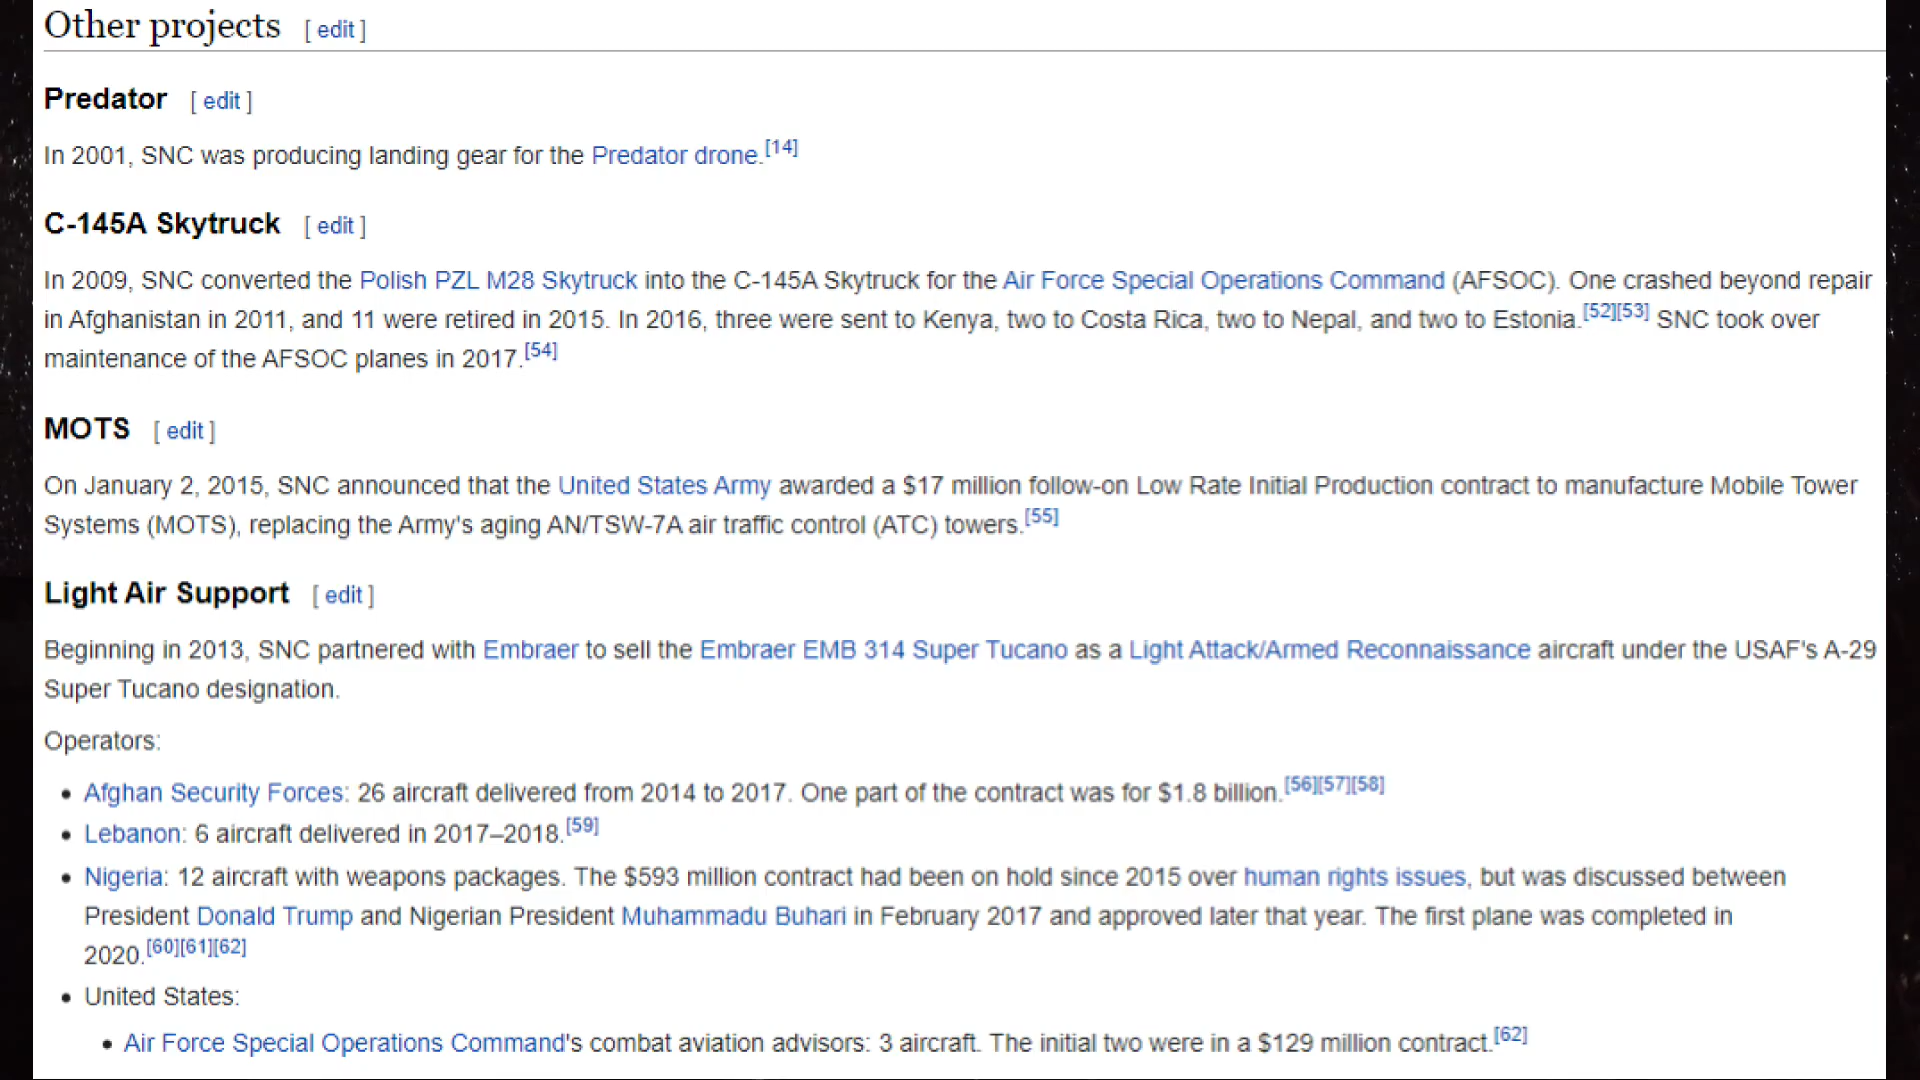 Other projects [ edit ]
Predator [ edit ]
In 2001, SNC was producing landing gear for the Predator drone.[14]
C-145A Skytruck [ edit ]
In 2009, SNC converted the Polish PZL M28 Skytruck into the C-145A Skytruck for the Air Force Special Operations Command (AFSOC). One crashed beyond repair
in Afghanistan in 2011, and 11 were retired in 2015. In 2016, three were sent to Kenya, two to Costa Rica, two to Nepal, and two to Estonia.[52][53] SNC took over
maintenance of the AFSOC planes in 2017.[54]
MOTS [ edit ]
On January 2, 2015, SNC announced that the United States Army awarded a $17 million follow-on Low Rate Initial Production contract to manufacture Mobile Tower
Systems (MOTS), replacing the Army's aging AN/TSW-7A air traffic control (ATC) towers.[55]
Light Air Support [ edit ]
Beginning in 2013, SNC partnered with Embraer to sell the Embraer EMB 314 Super Tucano as a Light Attack/Armed Reconnaissance aircraft under the USAF's A-29
Super Tucano designation.
Operators:
• Afghan Security Forces: 26 aircraft delivered from 2014 to 2017. One part of the contract was for $1.8 billion.[56][57][58]
• Lebanon: 6 aircraft delivered in 2017–2018.[59]
• Nigeria: 12 aircraft with weapons packages. The $593 million contract had been on hold since 2015 over human rights issues, but was discussed between
President Donald Trump and Nigerian President Muhammadu Buhari in February 2017 and approved later that year. The first plane was completed in
2020.[60][61][62]
• United States:
• Air Force Special Operations Command's combat aviation advisors: 3 aircraft. The initial two were in a $129 million contract.[62]